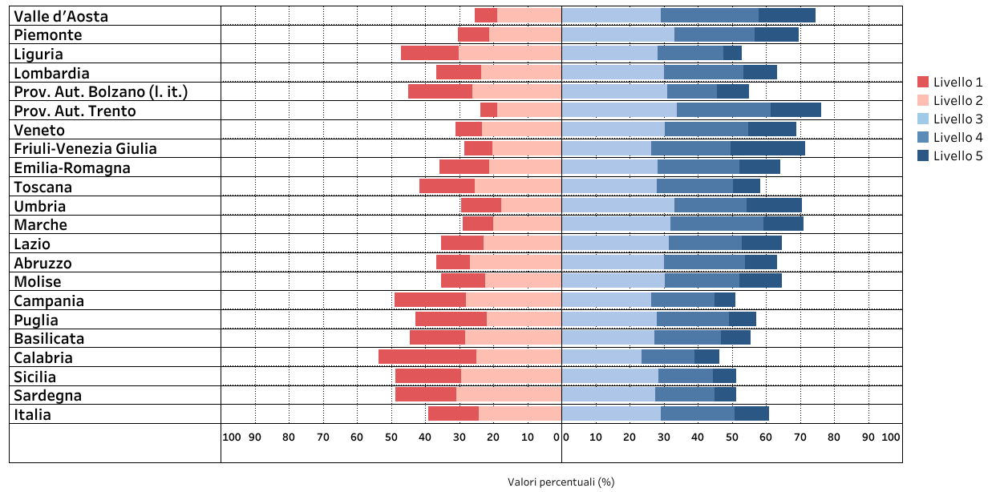 Valle d’Aosta
Piemonte
Liguria
Lombardia
Prov. Aut. Bolzano (l. it.)
Prov. Aut. Trento
Veneto
Friuli-Venezia Giulia
Emilia-Romagna
Toscana
Umbria
Marche
Lazio
Abruzzo
Molise
Campania
Puglia
Basilicata
Calabria
Sicilia
Sardegna
Italia
100 90 80 70 60 50 40 30 20 10 0 0 10 20 30 40 50 60 70 80 90 100
Valori percentuali (%)
Livello 1
Livello 2
Livello 3
Livello 4
Livello 5